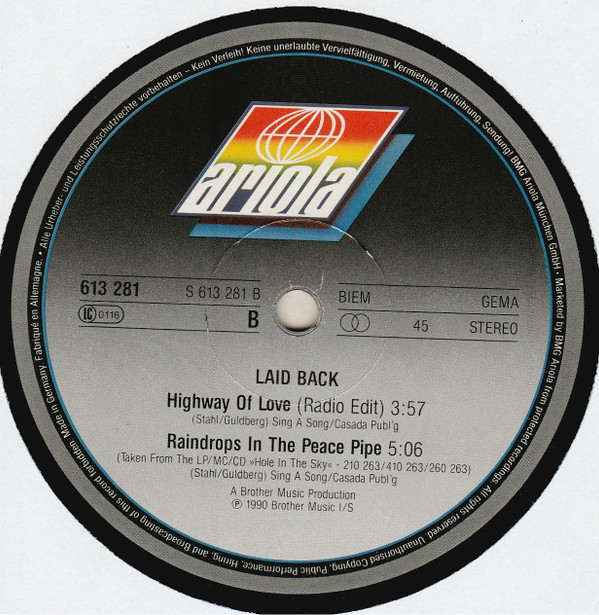 ariola
613 281
S 613 281 B
LC 0116
B
BIEM
GEMA
45
STEREO
LAID BACK
Highway Of Love (Radio Edit) 3:57
(Stahl/Guldberg) Sing A Song/Casada Publ'g
Raindrops In The Peace Pipe 5:06
(Taken From The LP/MC/CD »Hole In The Sky« - 210 263/410 263/260 263)
(Stahl/Guldberg) Sing A Song/Casada Publ'g
A Brother Music Production
℗ 1990 Brother Music I/S
Made in Germany. Fabriqué en Allemagne. • Alle Urheber- und Leistungsschutzrechte vorbehalten – Kein Verleih! Keine unerlaubte Vervielfältigung, Vermietung, Aufführung, Sendung! BMG Ariola München GmbH · Marketed by BMG Ariola from protected recordings. All rights reserved. Unauthorised Copying, Public Performance, Hiring, and Broadcasting of this record forbidden.